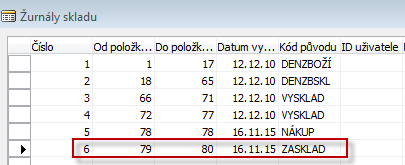 Žurnály skladu
Číslo Od položk... Do položk... Datum vy... Kód původu ID uživatele
1 1 17 12.12.10 DENZBOŽÍ
2 18 65 12.12.10 DENZBSKL
3 66 71 12.12.10 VYSKLAD
4 72 77 12.12.10 VYSKLAD
5 78 78 16.11.15 NÁKUP
6 79 80 16.11.15 ZASKLAD